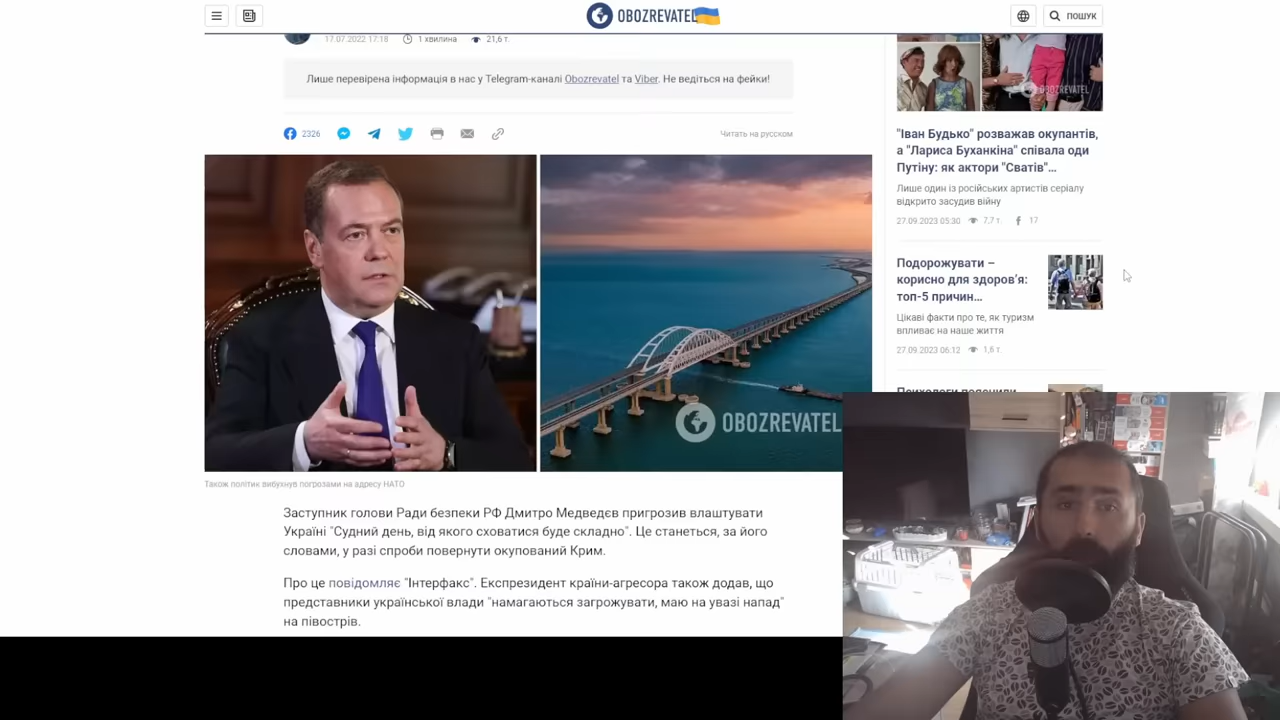 OBOZREVATEL
ПОШУК
17.07.2022 17:18
1 хвилина
21,6 т.
Лише перевірена інформація в нас у Telegram-каналі Obozrevatel та Viber. Не ведіться на фейки!
2326
Читать на русском
OBOZREVATEL
Також політик вибухнув погрозами на адресу НАТО
Заступник голови Ради безпеки РФ Дмитро Медведєв пригрозив влаштувати
Україні "Судний день, від якого сховатися буде складно". Це станеться, за його
словами, у разі спроби повернути окупований Крим.
Про це повідомляє "Інтерфакс". Експрезидент країни-агресора також додав, що
представники української влади "намагаються загрожувати, маю на увазі напад"
на півострів.
OBOZREVATEL
"Іван Будько" розважав окупантів,
а "Лариса Буханкіна" співала оди
Путіну: як актори "Сватів"…
Лише один із російських артистів серіалу
відкрито засудив війну
27.09.2023 05:30
7,7 т.
17
Подорожувати –
корисно для здоров'я:
топ-5 причин…
Цікаві факти про те, як туризм
впливає на наше життя
27.09.2023 06:12
1,6 т.
Психологи пояснили